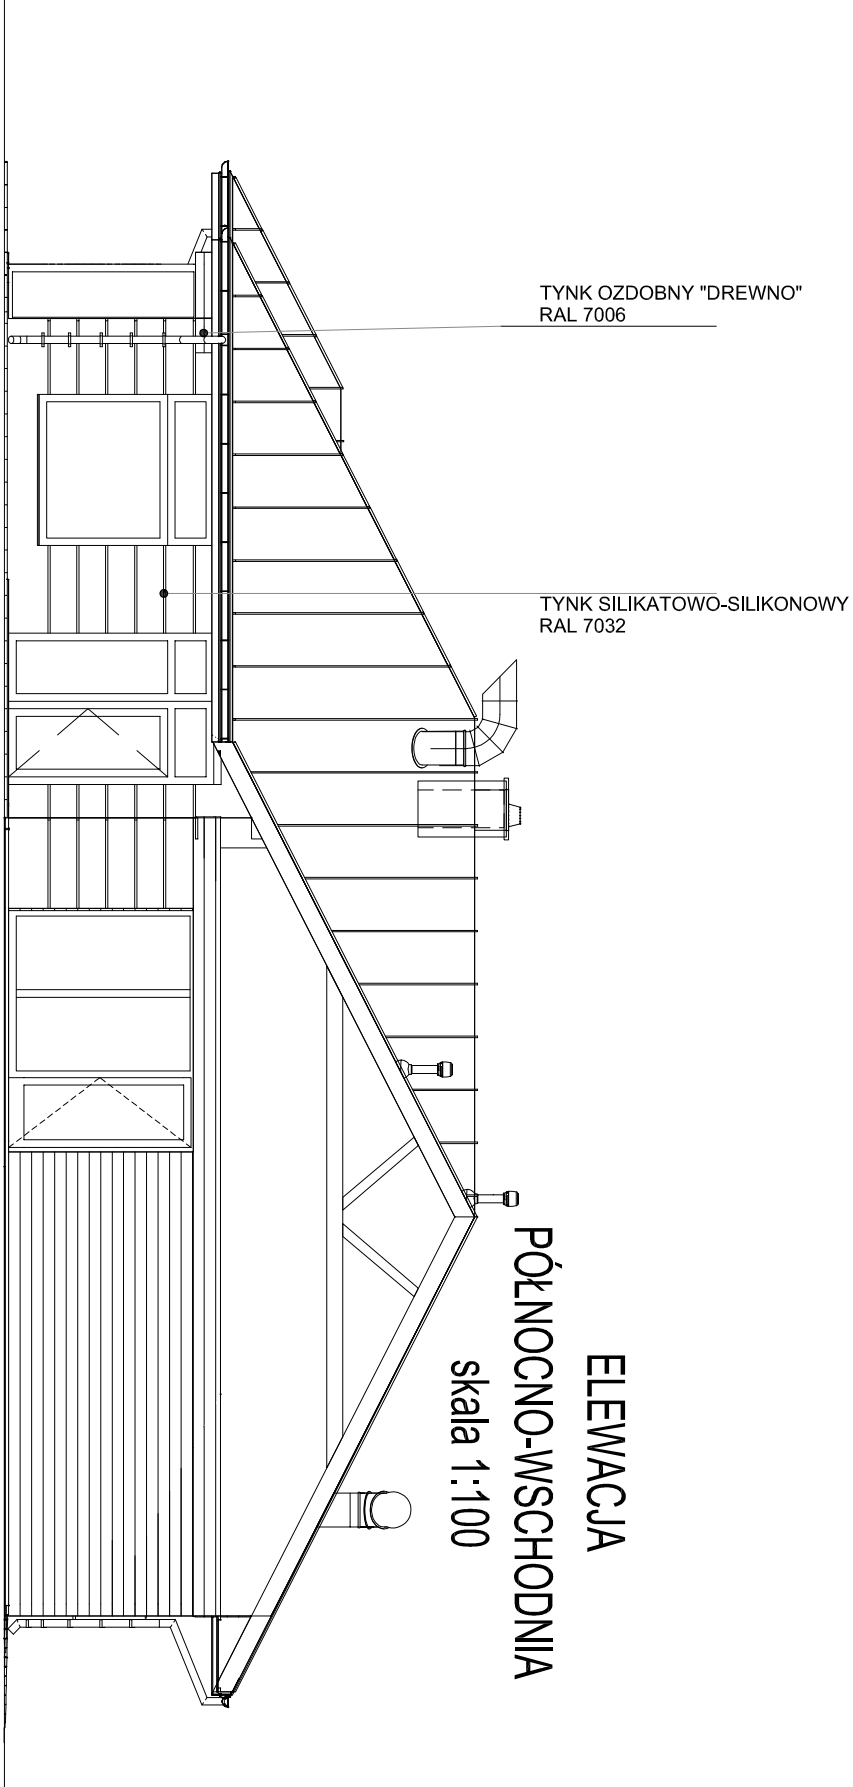 TYNK OZDOBNY "DREWNO"
RAL 7006
TYNK SILIKATOWO-SILIKONOWY
RAL 7032
ELEWACJA
PÓŁNOCNO-WSCHODNIA
skala 1:100